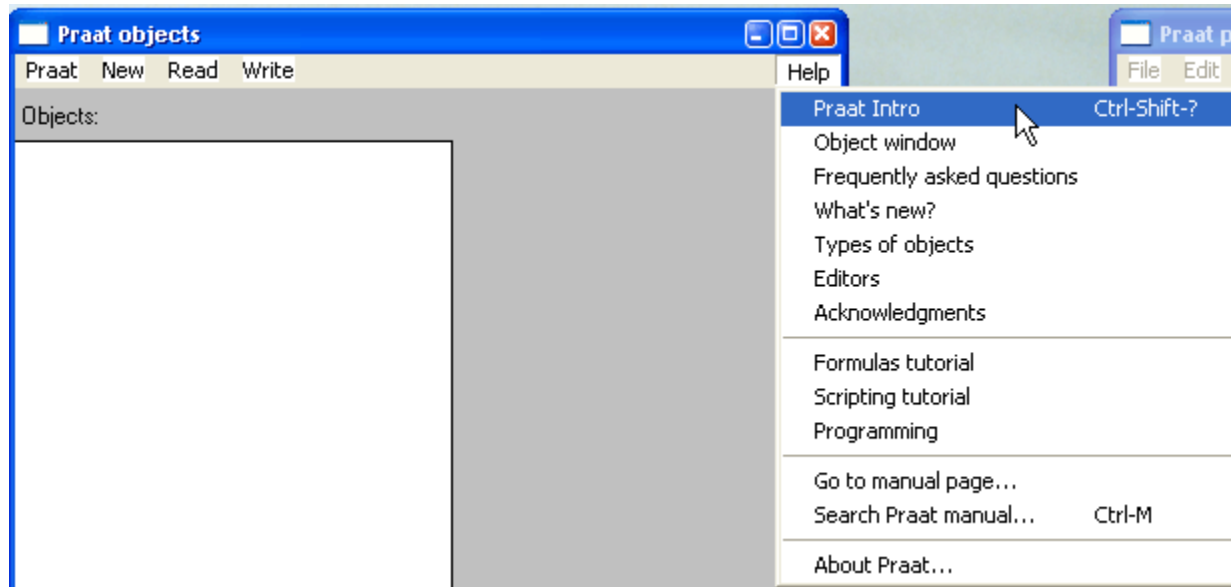 Praat objects
Praat p
Praat New Read Write Help
File Edit
Objects:
Praat Intro Ctrl-Shift-?
Object window
Frequently asked questions
What's new?
Types of objects
Editors
Acknowledgments
Formulas tutorial
Scripting tutorial
Programming
Go to manual page...
Search Praat manual... Ctrl-M
About Praat...